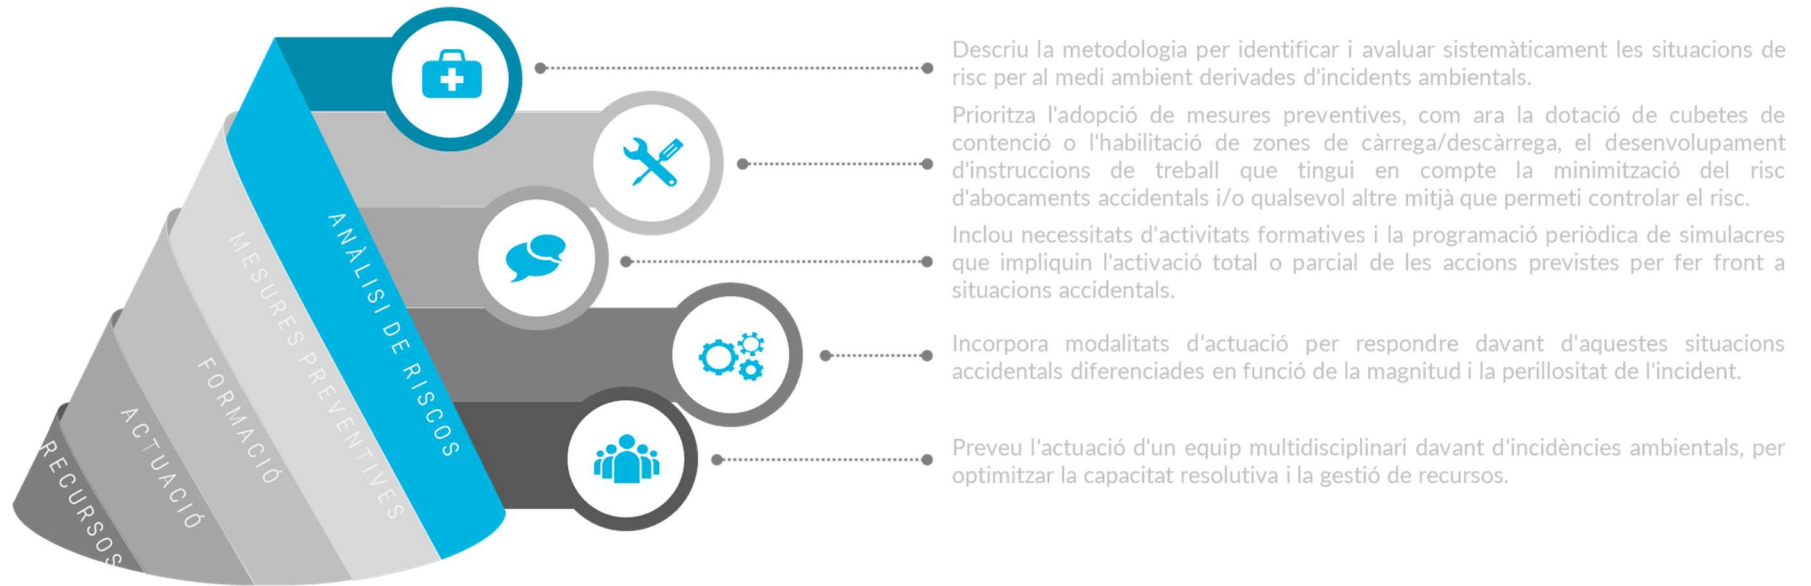 ANÀLISI DE RISCOS
MESURES PREVENTIVES
FORMACIÓ
ACTUACIÓ
RECURSOS
Descriu la metodologia per identificar i avaluar sistemàticament les situacions de
risc per al medi ambient derivades d'incidents ambientals.
Prioritza l'adopció de mesures preventives, com ara la dotació de cubetes de
contenció o l'habilitació de zones de càrrega/descàrrega, el desenvolupament
d'instruccions de treball que tingui en compte la minimització del risc
d'abocaments accidentals i/o qualsevol altre mitjà que permeti controlar el risc.
Inclou necessitats d'activitats formatives i la programació periòdica de simulacres
que impliquin l'activació total o parcial de les accions previstes per fer front a
situacions accidentals.
Incorpora modalitats d'actuació per respondre davant d'aquestes situacions
accidentals diferenciades en funció de la magnitud i la perillositat de l'incident.
Preveu l'actuació d'un equip multidisciplinari davant d'incidències ambientals, per
optimitzar la capacitat resolutiva i la gestió de recursos.